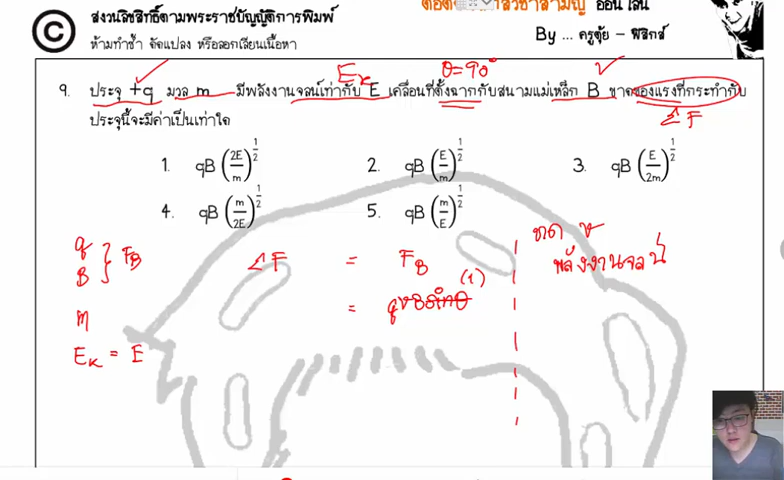 สงวนลิขสิทธิ์ตามพระราชบัญญัติการพิมพ์
ห้ามทำซ้ำ ดัดแปลง หรือลอกเลียนเนื้อหา
ออนไลน์
By ... ครูตุ้ย - ฟิสิกส์
Ek θ=90°
9. ประจุ +q มวล m มีพลังงานจลน์เท่ากับ E เคลื่อนที่ตั้งฉากกับสนามแม่เหล็ก B ขนาดของแรงที่กระทำกับ
ประจุนี้จะมีค่าเป็นเท่าใด
ΣF
1. qB (2E/m)^1/2 2. qB (E/m)^1/2 3. qB (E/2m)^1/2
4. qB (m/2E)^1/2 5. qB (m/E)^1/2
q
B } FB
ΣF = FB
(1)
= qvBsinθ
m
Ek = E
หา v
พลังงานจลน์